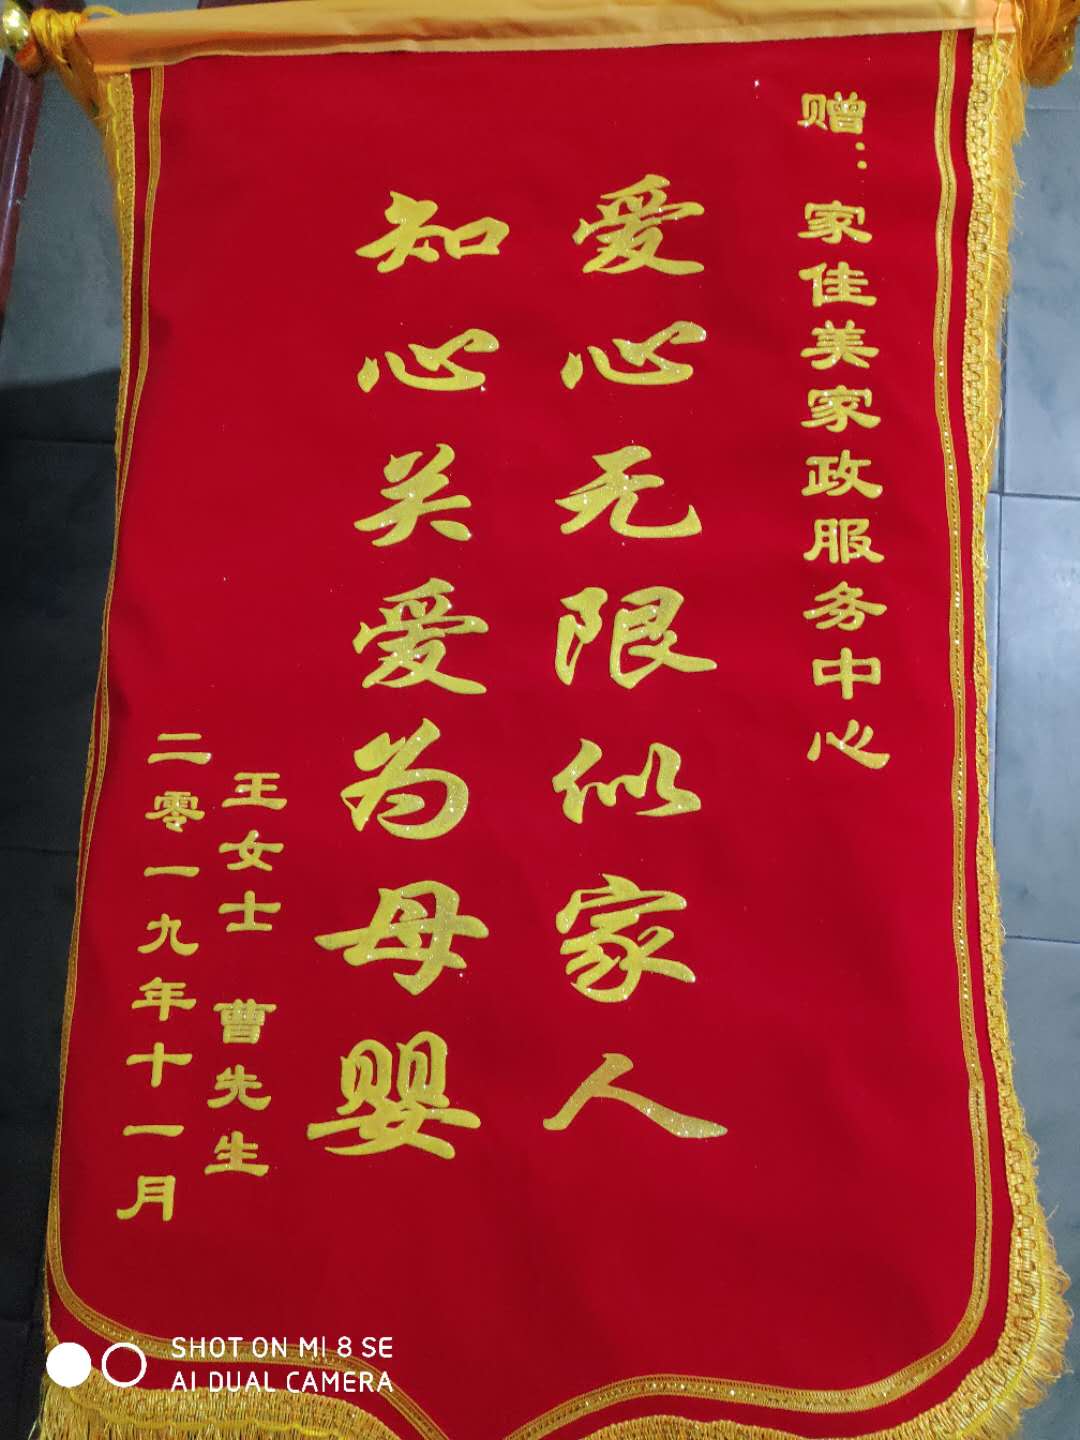 赠：家佳美家政服务中心
爱心无限似家人
知心关爱为母婴
王女士 曹先生
二零一九年十一月
SHOT ON MI 8 SE
AI DUAL CAMERA